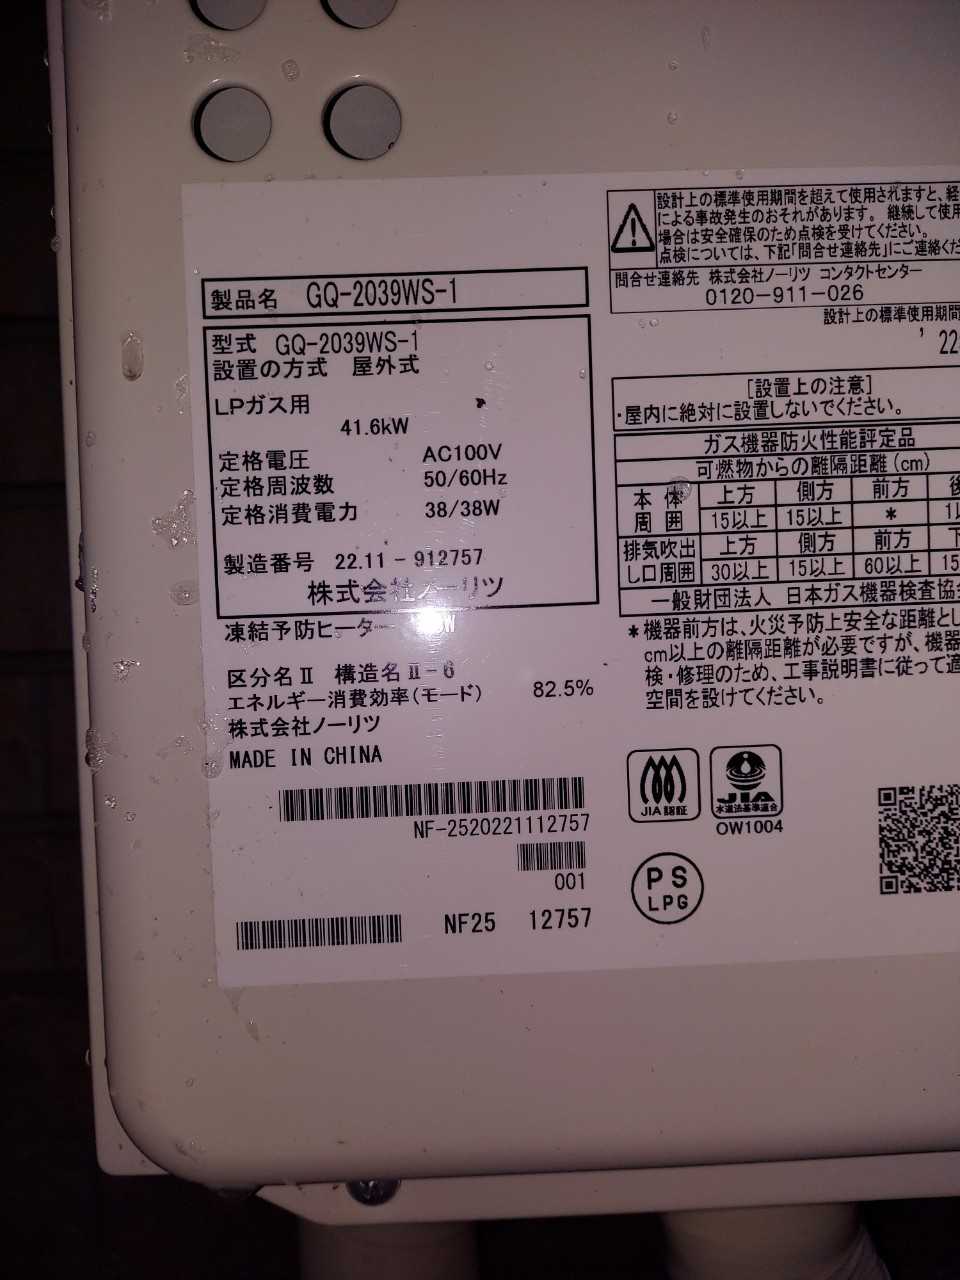 製品名 GQ-2039WS-1
型式 GQ-2039WS-1
設置の方式 屋外式
LPガス用
41.6kW
定格電圧 AC100V
定格周波数 50/60Hz
定格消費電力 38/38W
製造番号 22.11-912757
株式会社ノーリツ
凍結予防ヒーター W
区分名Ⅱ 構造名Ⅱ-6
エネルギー消費効率(モード) 82.5%
株式会社ノーリツ
MADE IN CHINA
NF-2520221112757
001
NF25 12757
設計上の標準使用期間を超えて使用されますと、経
による事故発生のおそれがあります。継続して使用
場合は安全確保のため点検を受けてください。
点検については、下記「問合せ連絡先」にご連絡くだ
問合せ連絡先 株式会社ノーリツ コンタクトセンター
0120-911-026
設計上の標準使用期間
'22
[設置上の注意]
・屋内に絶対に設置しないでください。
ガス機器防火性能評定品
可燃物からの離隔距離(cm)
本体周囲 上方 側方 前方 後
15以上 15以上 *
排気吹出し口周囲 上方 側方 前方 下
30以上 15以上 60以上 15
一般財団法人 日本ガス機器検査協会
*機器前方は、火災予防上安全な距離とし
cm以上の離隔距離が必要ですが、機器
検・修理のため、工事説明書に従って適
空間を設けてください。
JIA認証
JIA
水道法基準適合
OW1004
PS
LPG